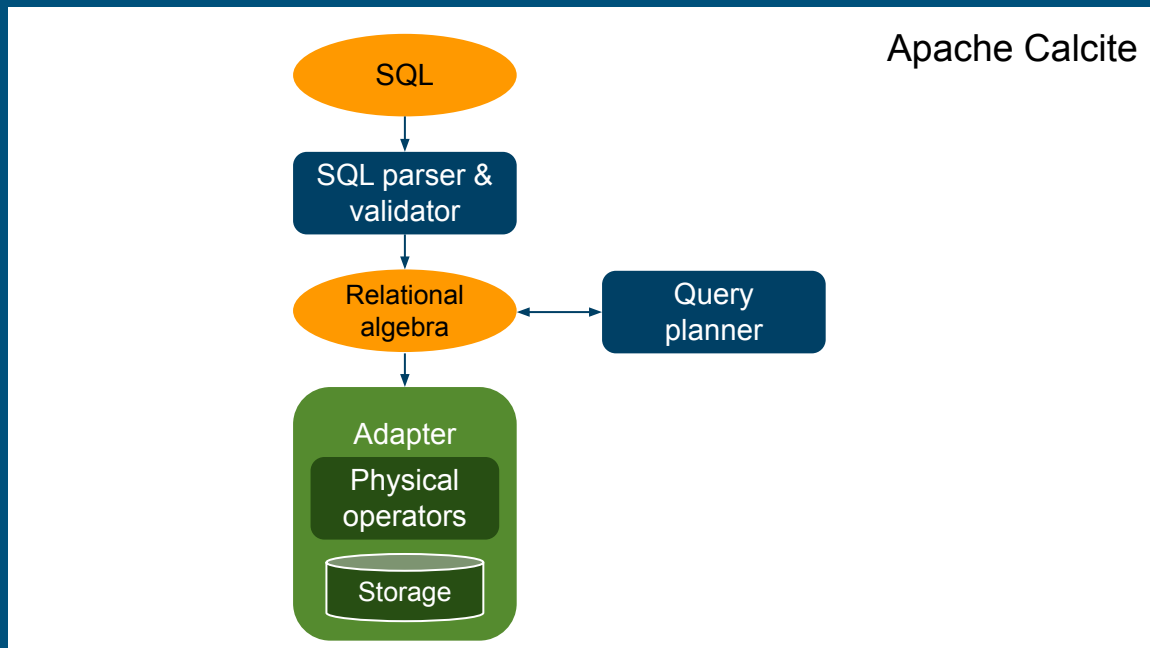 Apache Calcite
SQL
SQL parser &
validator
Relational
algebra
Query
planner
Adapter
Physical
operators
Storage